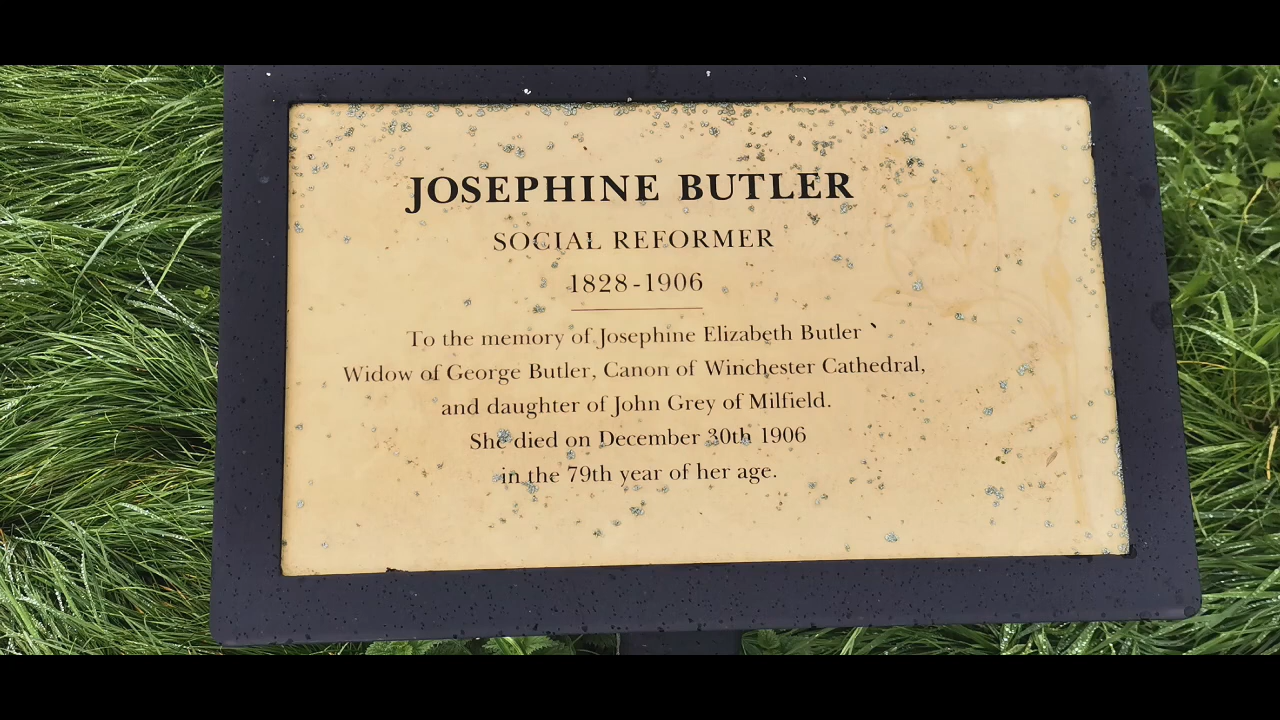 JOSEPHINE BUTLER
SOCIAL REFORMER
1828-1906
To the memory of Josephine Elizabeth Butler
Widow of George Butler, Canon of Winchester Cathedral,
and daughter of John Grey of Milfield.
She died on December 30th 1906
in the 79th year of her age.